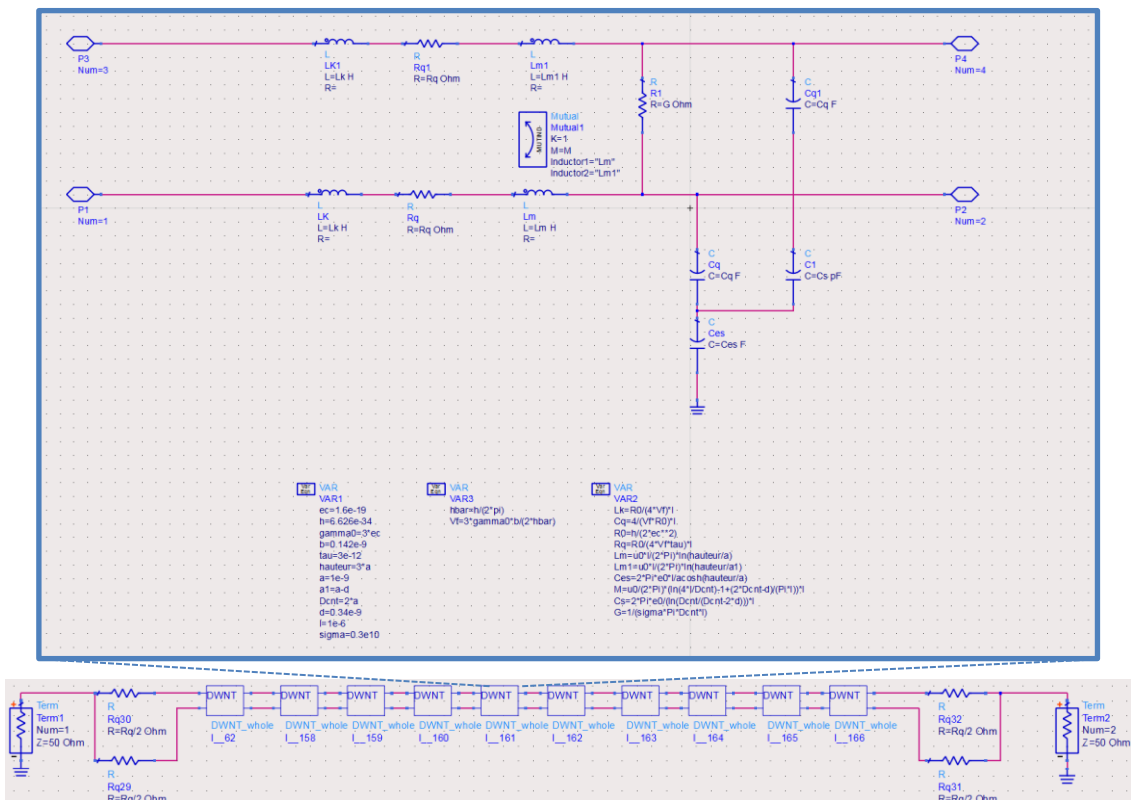 P3
Num=3
L
LK1
L=Lk H
R=
R
Rq1
R=Rq Ohm
L
Lm1
L=Lm1 H
R=
R
R1
R=G Ohm
C
Cq1
C=Cq F
P4
Num=4
MUTIND
Mutual
Mutual1
K=1
M=M
Inductor1="Lm"
Inductor2="Lm1"
P1
Num=1
L
LK
L=Lk H
R=
R
Rq
R=Rq Ohm
L
Lm
L=Lm H
R=
P2
Num=2
C
Cq
C=Cq F
C
C1
C=Cs pF
C
Ces
C=Ces F
Var
Eqn
VAR
VAR1
ec=1.6e-19
h=6.626e-34
gamma0=3*ec
b=0.142e-9
tau=3e-12
hauteur=3*a
a=1e-9
a1=a-d
Dcnt=2*a
d=0.34e-9
l=1e-6
sigma=0.3e10
Var
Eqn
VAR
VAR3
hbar=h/(2*pi)
Vf=3*gamma0*b/(2*hbar)
Var
Eqn
VAR
VAR2
Lk=R0/(4*Vf)*l
Cq=4/(Vf*R0)*l
R0=h/(2*ec**2)
Rq=R0/(4*Vf*tau)*l
Lm=u0*l/(2*Pi)*ln(hauteur/a)
Lm1=u0*l/(2*Pi)*ln(hauteur/a1)
Ces=2*Pi*e0*l/acosh(hauteur/a)
M=u0/(2*Pi)*(ln(4*l/Dcnt)-1+(2*Dcnt-d)/(Pi*l))*l
Cs=2*Pi*e0/(ln(Dcnt/(Dcnt-2*d)))*l
G=1/(sigma*Pi*Dcnt*l)
Term
Term1
Num=1
Z=50 Ohm
R
Rq30
R=Rq/2 Ohm
R
Rq29
R=Rq/2 Ohm
DWNT
DWNT_whole
I__62
DWNT
DWNT_whole
I__158
DWNT
DWNT_whole
I__159
DWNT
DWNT_whole
I__160
DWNT
DWNT_whole
I__161
DWNT
DWNT_whole
I__162
DWNT
DWNT_whole
I__163
DWNT
DWNT_whole
I__164
DWNT
DWNT_whole
I__165
DWNT
DWNT_whole
I__166
R
Rq32
R=Rq/2 Ohm
R
Rq31
R=Rq/2 Ohm
Term
Term2
Num=2
Z=50 Ohm